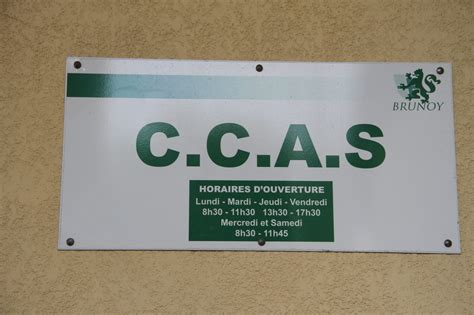 BRUNOY
C.C.A.S
HORAIRES D'OUVERTURE
Lundi - Mardi - Jeudi - Vendredi
8h30 - 11h30 13h30 - 17h30
Mercredi et Samedi
8h30 - 11h45